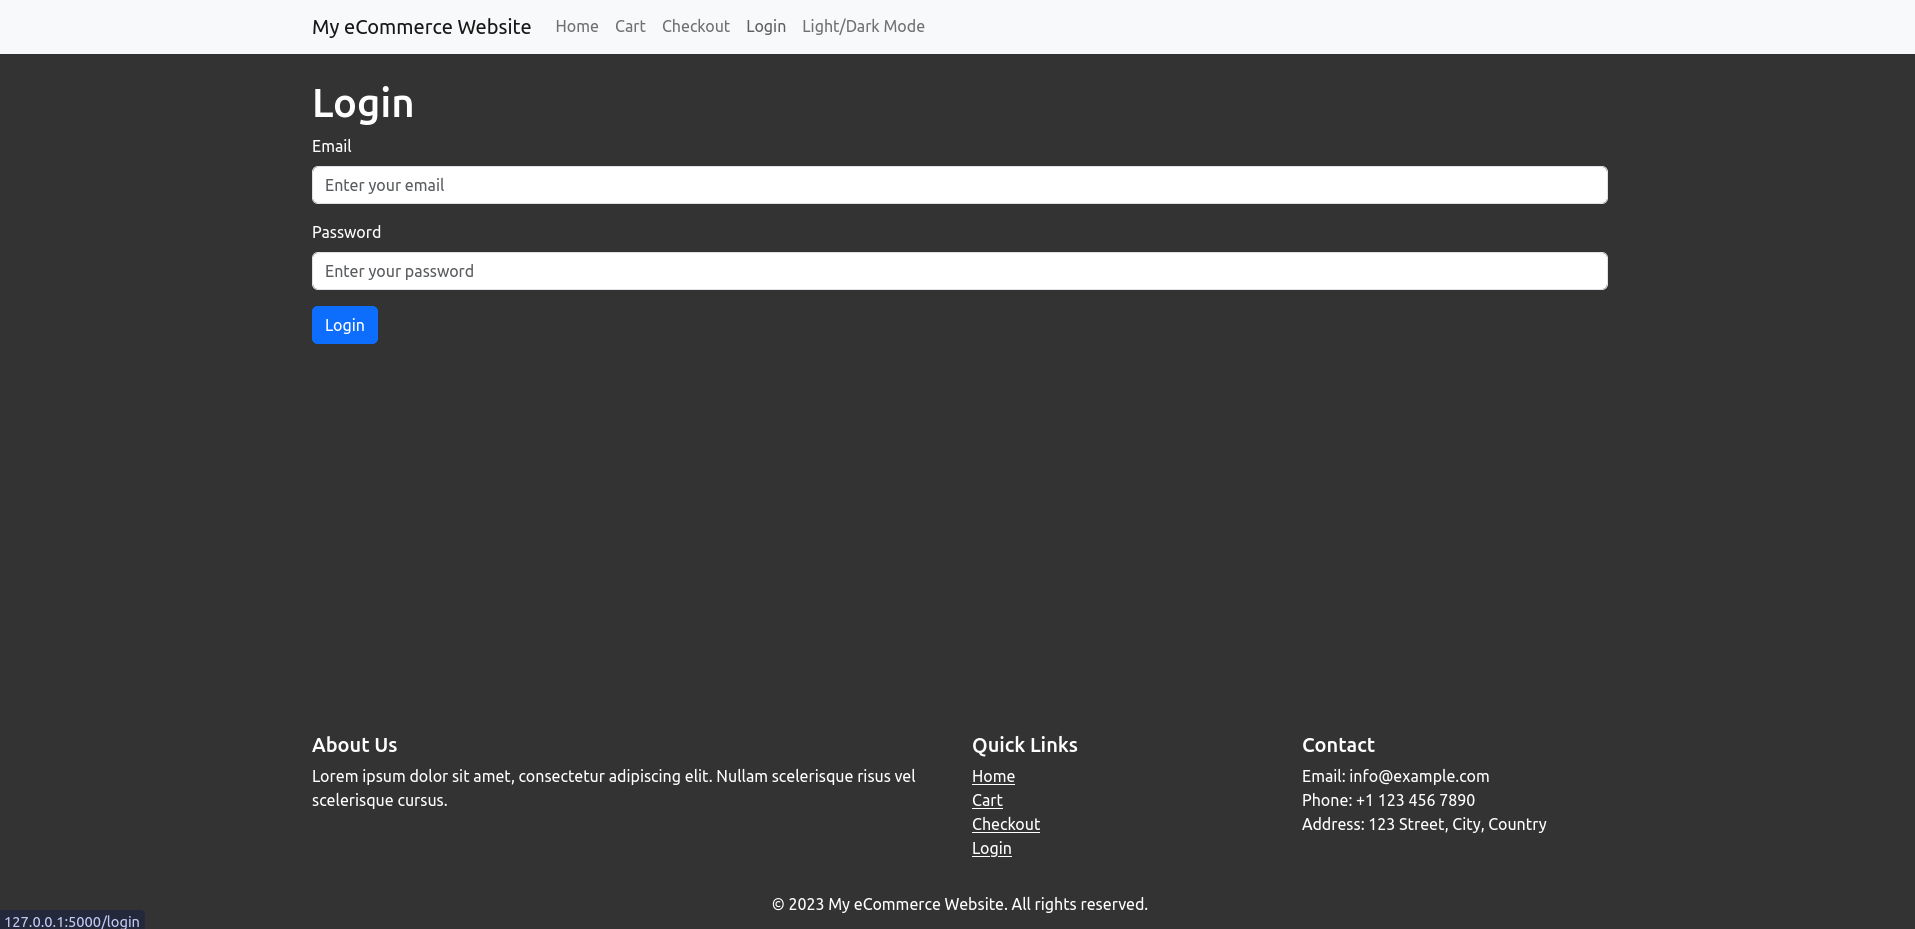 My eCommerce Website Home Cart Checkout Login Light/Dark Mode
Login
Email
Enter your email
Password
Enter your password
Login
About Us
Lorem ipsum dolor sit amet, consectetur adipiscing elit. Nullam scelerisque risus vel
scelerisque cursus.
Quick Links
Home
Cart
Checkout
Login
Contact
Email: info@example.com
Phone: +1 123 456 7890
Address: 123 Street, City, Country
© 2023 My eCommerce Website. All rights reserved.
127.0.0.1:5000/login